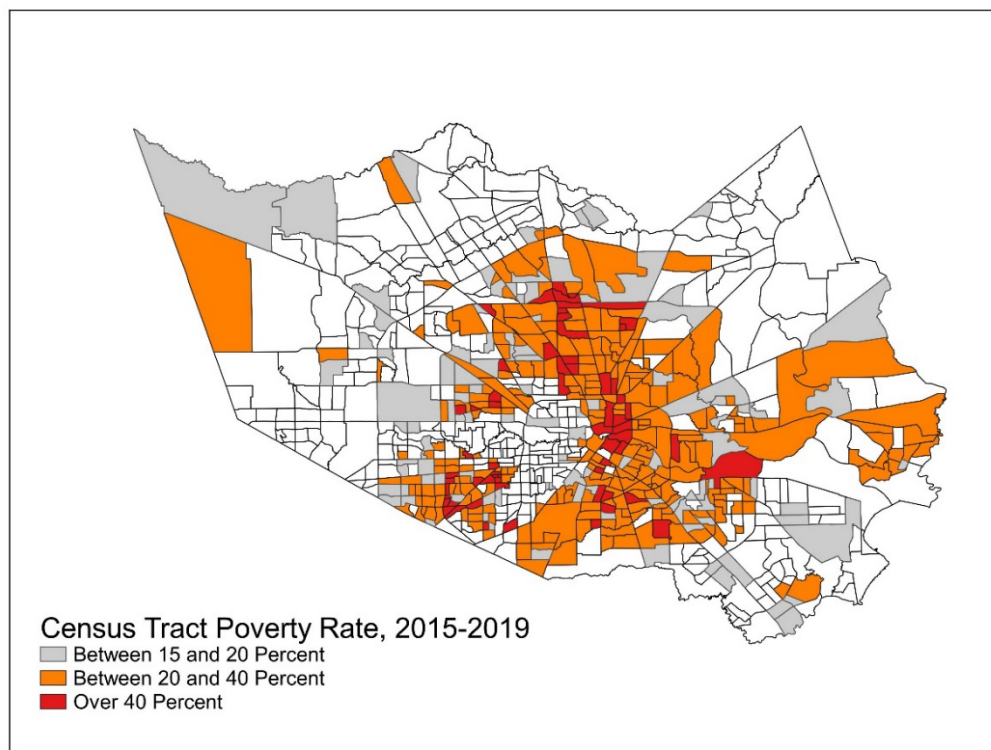 Census Tract Poverty Rate, 2015-2019
Between 15 and 20 Percent
Between 20 and 40 Percent
Over 40 Percent